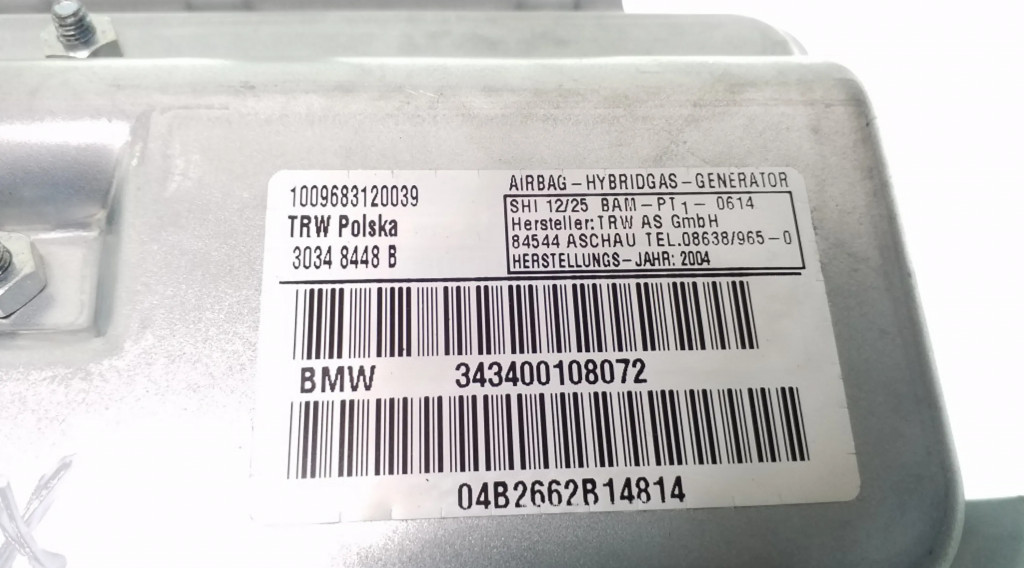 1009683120039
TRW Polska
3034 8448 B
AIRBAG-HYBRIDGAS-GENERATOR
SHI 12/25 BAM-PT1-0614
Hersteller: TRW AS GmbH
84544 ASCHAU TEL.08638/965-0
HERSTELLUNGS-JAHR: 2004
BMW 343400108072
04B2662B14814